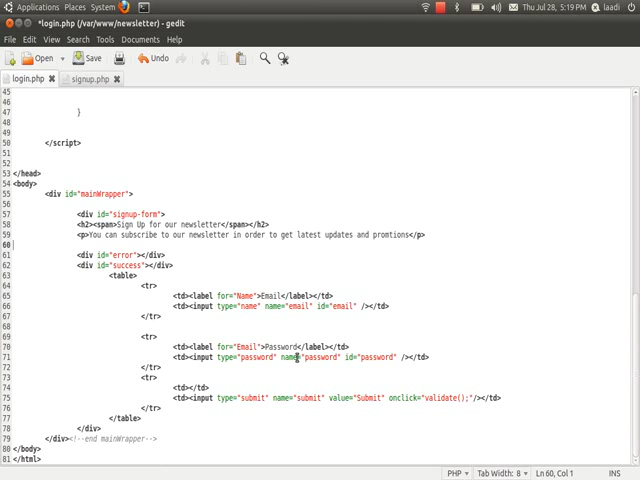 Applications Places System Thu Jul 28, 5:19 PM laadi
*login.php (/var/www/newsletter) - gedit
File Edit View Search Tools Documents Help
Open Save Undo
login.php signup.php
45
46
47 }
48
49
50 </script>
51
52
53 </head>
54 <body>
55 <div id="mainWrapper">
56
57 <div id="signup-form">
58 <h2><span>Sign Up for our newsletter</span></h2>
59 <p>You can subscribe to our newsletter in order to get latest updates and promtions</p>
60
61 <div id="error"></div>
62 <div id="success"></div>
63 <table>
64 <tr>
65 <td><label for="Name">Email</label></td>
66 <td><input type="name" name="email" id="email" /></td>
67 </tr>
68
69 <tr>
70 <td><label for="Email">Password</label></td>
71 <td><input type="password" name="password" id="password" /></td>
72 </tr>
73 <tr>
74 <td></td>
75 <td><input type="submit" name="submit" value="Submit" onclick="validate();"/></td>
76 </tr>
77 </table>
78 </div>
79 </div><!--end mainWrapper-->
80 </body>
81 </html>
PHP Tab Width: 8 Ln 60, Col 1 INS